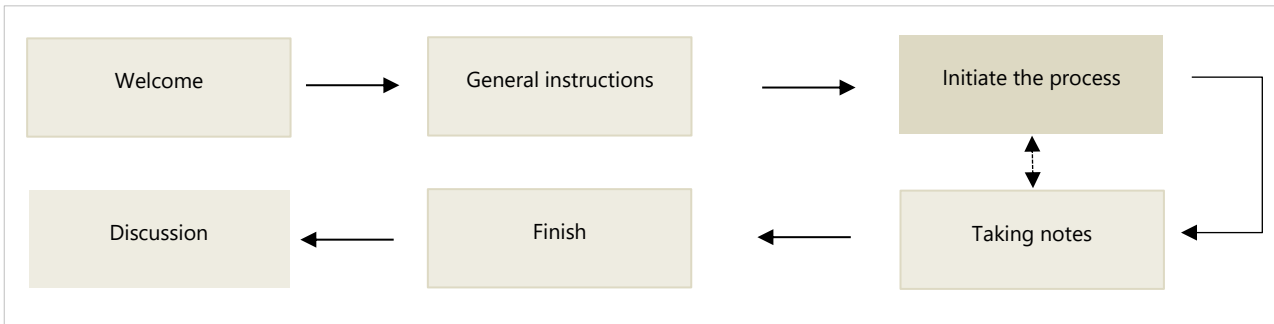 Welcome
General instructions
Initiate the process
Discussion
Finish
Taking notes